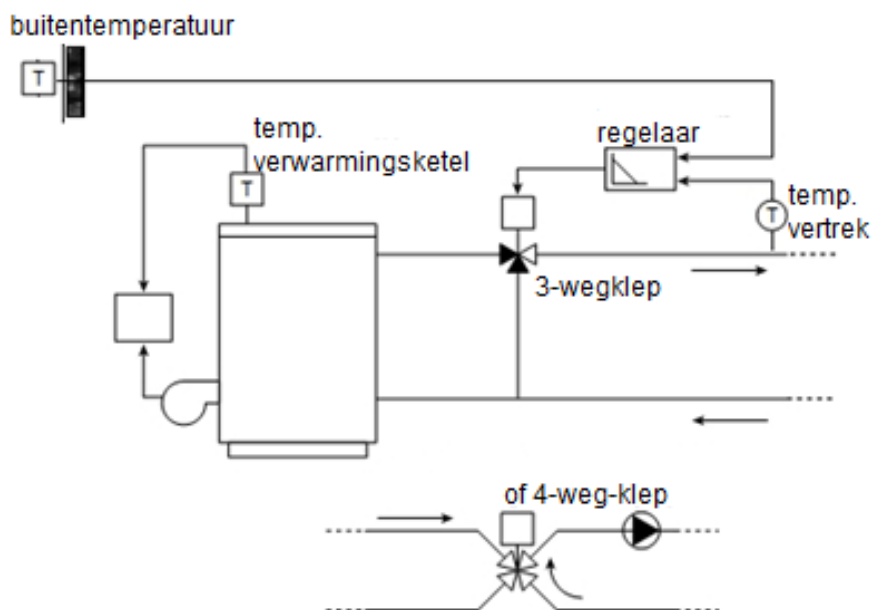 buitentemperatuur
T
temp.
verwarmingsketel
T
regelaar
temp.
vertrek
T
3-wegklep
of 4-weg-klep